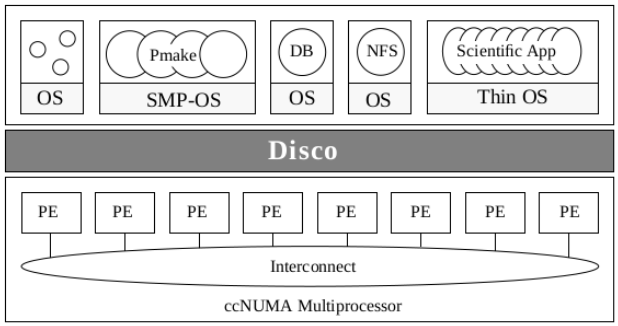 Pmake
DB
NFS
Scientific App
OS
SMP-OS
OS
OS
Thin OS
Disco
PE
PE
PE
PE
PE
PE
PE
PE
Interconnect
ccNUMA Multiprocessor